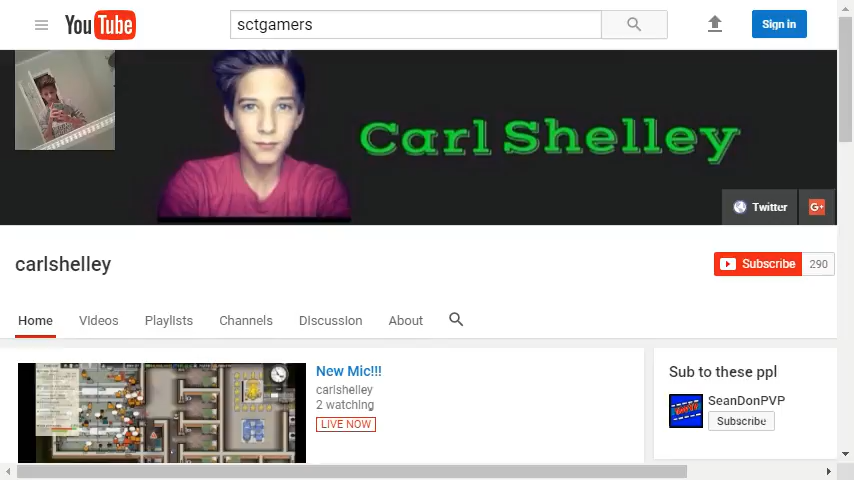 YouTube
sctgamers
Sign in
Carl Shelley
Twitter
G+
carlshelley
Subscribe 290
Home Videos Playlists Channels Discussion About
New Mic!!!
carlshelley
2 watching
LIVE NOW
Sub to these ppl
SeanDonPVP
Subscribe